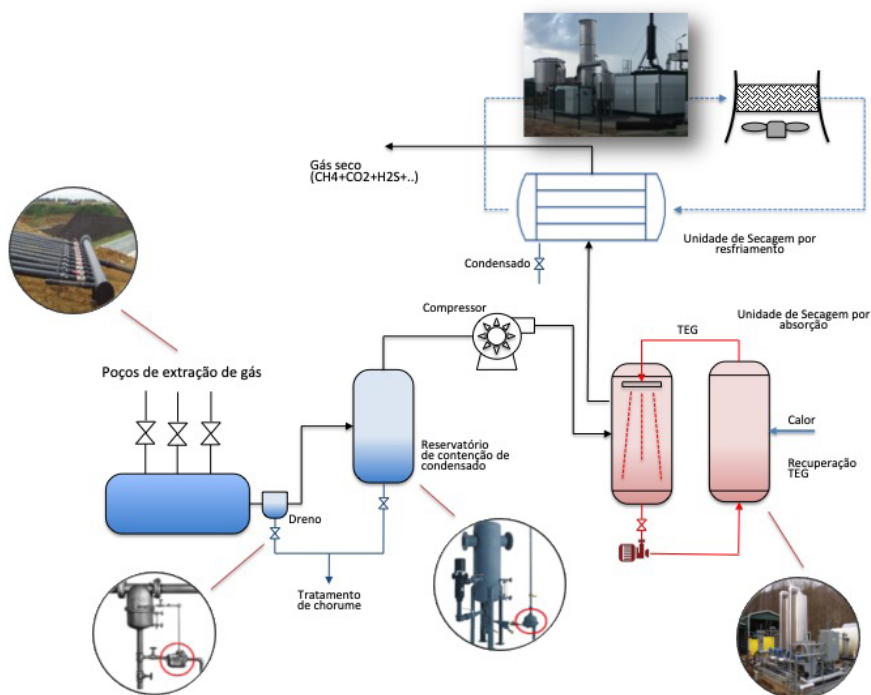 Gás seco
(CH4+CO2+H2S+..)
Unidade de Secagem por
resfriamento
Condensado
Compressor
TEG
Unidade de Secagem por
absorção
Poços de extração de gás
Reservatório
de contenção de
condensado
Calor
Recuperação
TEG
Dreno
Tratamento
de chorume